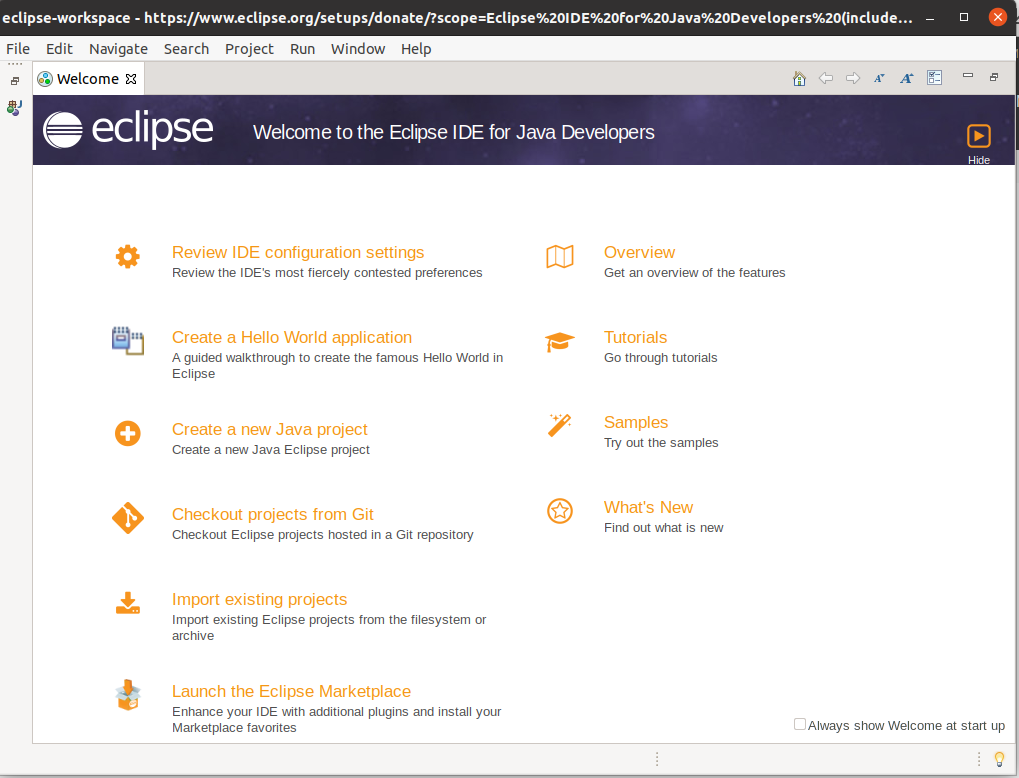 eclipse-workspace - https://www.eclipse.org/setups/donate/?scope=Eclipse%20IDE%20for%20Java%20Developers%20(include...
File Edit Navigate Search Project Run Window Help
Welcome
eclipse
Welcome to the Eclipse IDE for Java Developers
Hide
Review IDE configuration settings
Review the IDE's most fiercely contested preferences
Create a Hello World application
A guided walkthrough to create the famous Hello World in
Eclipse
Create a new Java project
Create a new Java Eclipse project
Checkout projects from Git
Checkout Eclipse projects hosted in a Git repository
Import existing projects
Import existing Eclipse projects from the filesystem or
archive
Launch the Eclipse Marketplace
Enhance your IDE with additional plugins and install your
Marketplace favorites
Overview
Get an overview of the features
Tutorials
Go through tutorials
Samples
Try out the samples
What's New
Find out what is new
Always show Welcome at start up